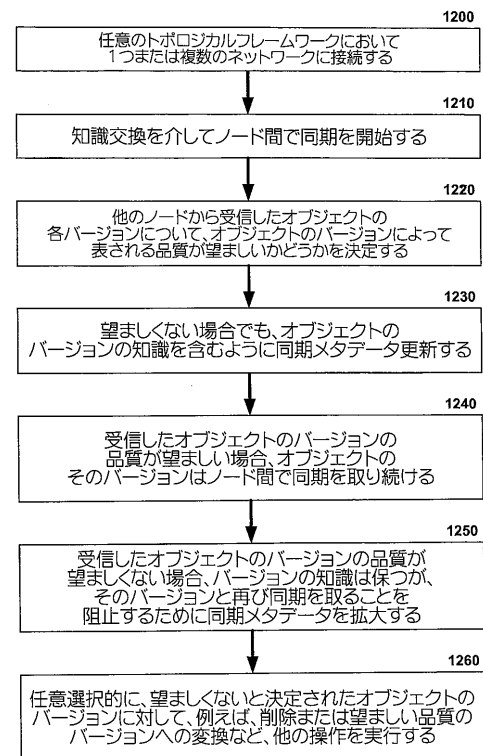 1200
任意のトポロジカルフレームワークにおいて
1つまたは複数のネットワークに接続する
1210
知識交換を介してノード間で同期を開始する
1220
他のノードから受信したオブジェクトの
各バージョンについて、オブジェクトのバージョンによって
表される品質が望ましいかどうかを決定する
1230
望ましくない場合でも、オブジェクトの
バージョンの知識を含むように同期メタデータ更新する
1240
受信したオブジェクトのバージョンの
品質が望ましい場合、オブジェクトの
そのバージョンはノード間で同期を取り続ける
1250
受信したオブジェクトのバージョンの品質が
望ましくない場合、バージョンの知識は保つが、
そのバージョンと再び同期を取ることを
阻止するために同期メタデータを拡大する
1260
任意選択的に、望ましくないと決定されたオブジェクトの
バージョンに対して、例えば、削除または望ましい品質の
バージョンへの変換など、他の操作を実行する